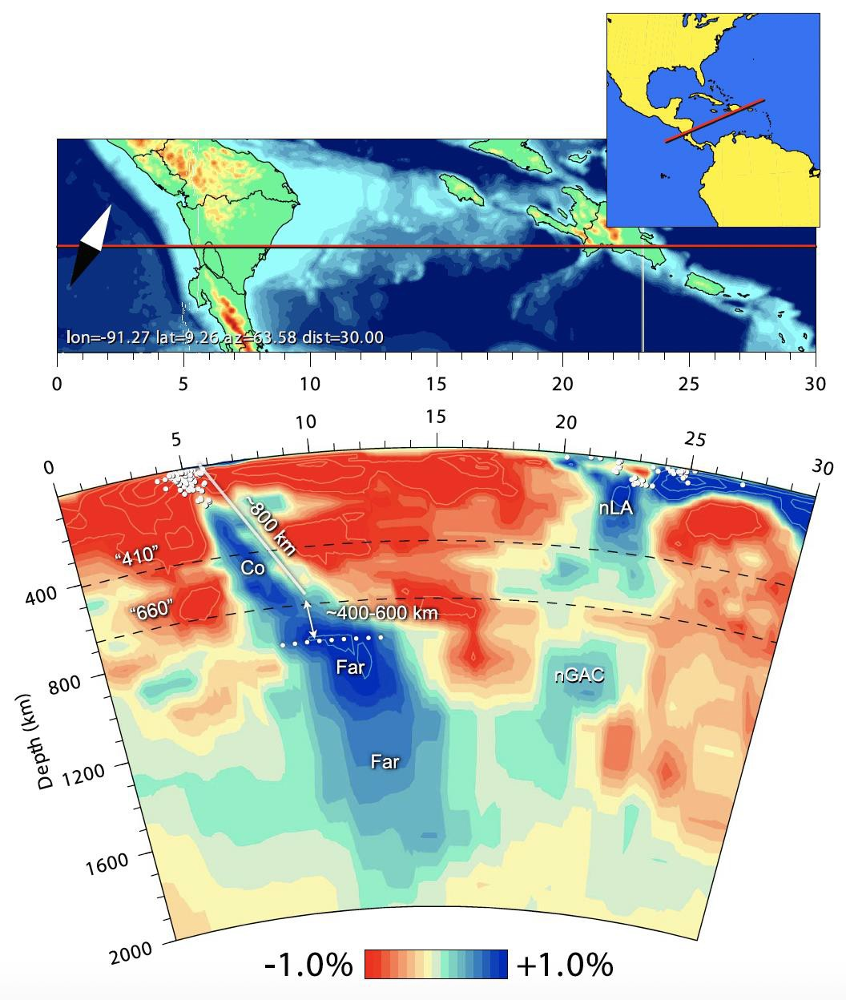 lon=-91.27 lat=9.26 az=63.58 dist=30.00
0 5 10 15 20 25 30
5 10 15 20 25 30
0
~800 km
nLA
“410”
Co
400
“660”
~400-600 km
Far
nGAC
800
Depth (km)
Far
1200
1600
2000
-1.0% +1.0%